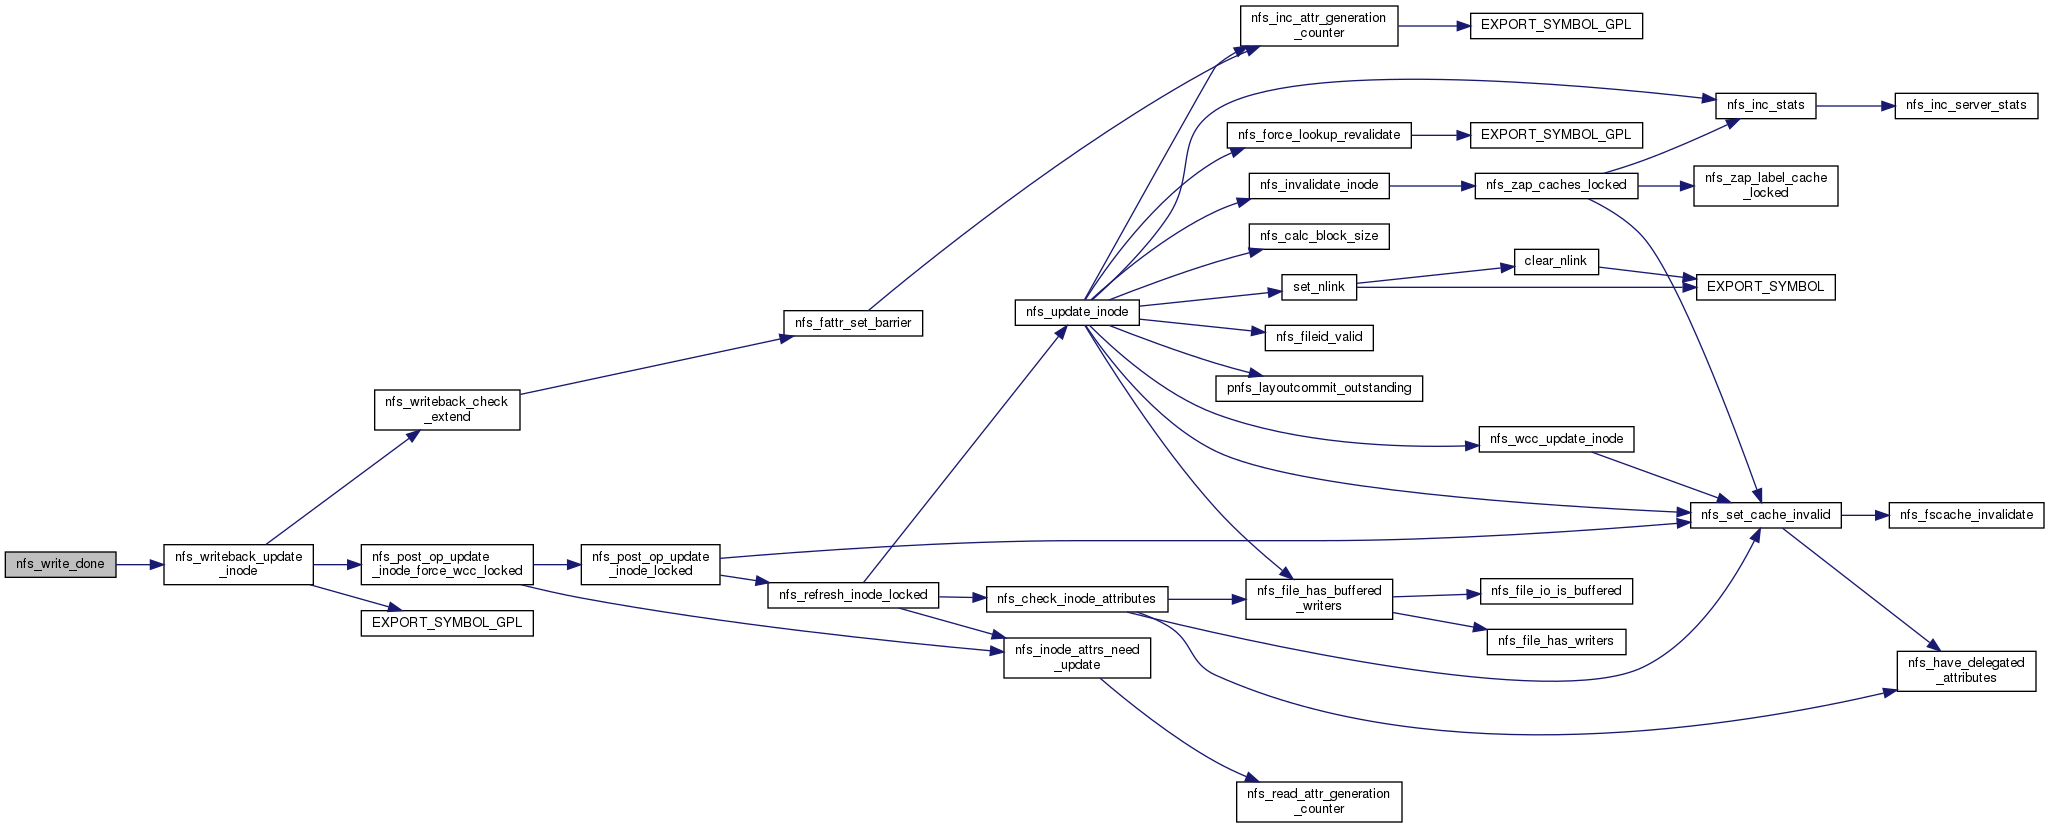 nfs_inc_attr_generation
_counter
EXPORT_SYMBOL_GPL
nfs_inc_stats
nfs_inc_server_stats
nfs_force_lookup_revalidate
EXPORT_SYMBOL_GPL
nfs_invalidate_inode
nfs_zap_caches_locked
nfs_zap_label_cache
_locked
nfs_calc_block_size
clear_nlink
set_nlink
EXPORT_SYMBOL
nfs_update_inode
nfs_fattr_set_barrier
nfs_fileid_valid
pnfs_layoutcommit_outstanding
nfs_writeback_check
_extend
nfs_wcc_update_inode
nfs_set_cache_invalid
nfs_fscache_invalidate
nfs_write_done
nfs_writeback_update
_inode
nfs_post_op_update
_inode_force_wcc_locked
nfs_post_op_update
_inode_locked
nfs_refresh_inode_locked
nfs_check_inode_attributes
nfs_file_has_buffered
_writers
nfs_file_io_is_buffered
EXPORT_SYMBOL_GPL
nfs_file_has_writers
nfs_inode_attrs_need
_update
nfs_have_delegated
_attributes
nfs_read_attr_generation
_counter